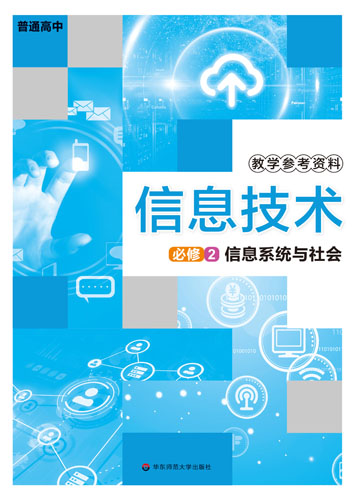 普通高中
教学参考资料
信息技术
必修2 信息系统与社会
华东师范大学出版社